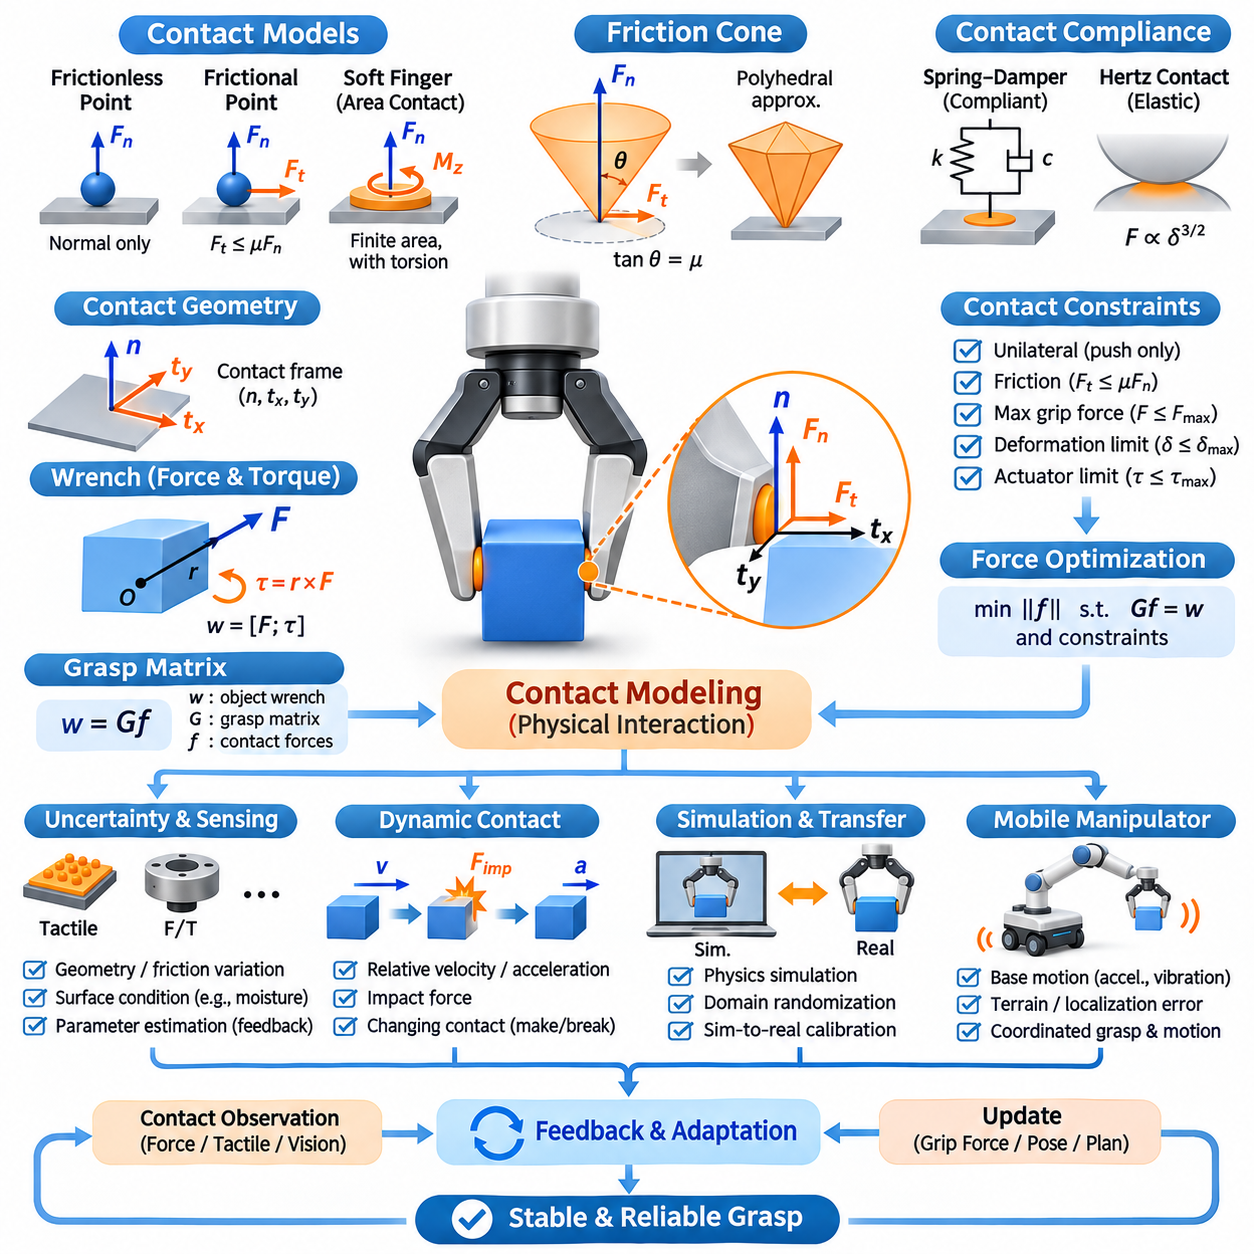 Contact Models
Frictionless
Point
Frictional
Point
Soft Finger
(Area Contact)
Fn
Fn
Ft
Fn
Mz
Normal only
Ft ≤ μFn
Finite area,
with torsion
Friction Cone
Fn
θ
Ft
tan θ = μ
Polyhedral
approx.
Contact Compliance
Spring–Damper
(Compliant)
k
c
Hertz Contact
(Elastic)
F ∝ δ^3/2
Contact Geometry
n
ty
tx
Contact frame
(n, tx, ty)
Wrench (Force & Torque)
F
r
O
τ = r × F
w = [F; τ]
Grasp Matrix
w = Gf
w : object wrench
G : grasp matrix
f : contact forces
n
Fn
Ft
tx
ty
Contact Constraints
Unilateral (push only)
Friction (Ft ≤ μFn)
Max grip force (F ≤ Fmax)
Deformation limit (δ ≤ δmax)
Actuator limit (τ ≤ τmax)
Force Optimization
min ||f|| s.t. Gf = w
and constraints
Contact Modeling
(Physical Interaction)
Uncertainty & Sensing
Tactile
F/T
...
Geometry / friction variation
Surface condition (e.g., moisture)
Parameter estimation (feedback)
Dynamic Contact
v
Fimp
a
Relative velocity / acceleration
Impact force
Changing contact (make/break)
Simulation & Transfer
Sim.
Real
Physics simulation
Domain randomization
Sim-to-real calibration
Mobile Manipulator
Base motion (accel., vibration)
Terrain / localization error
Coordinated grasp & motion
Contact Observation
(Force / Tactile / Vision)
Feedback & Adaptation
Update
(Grip Force / Pose / Plan)
Stable & Reliable Grasp